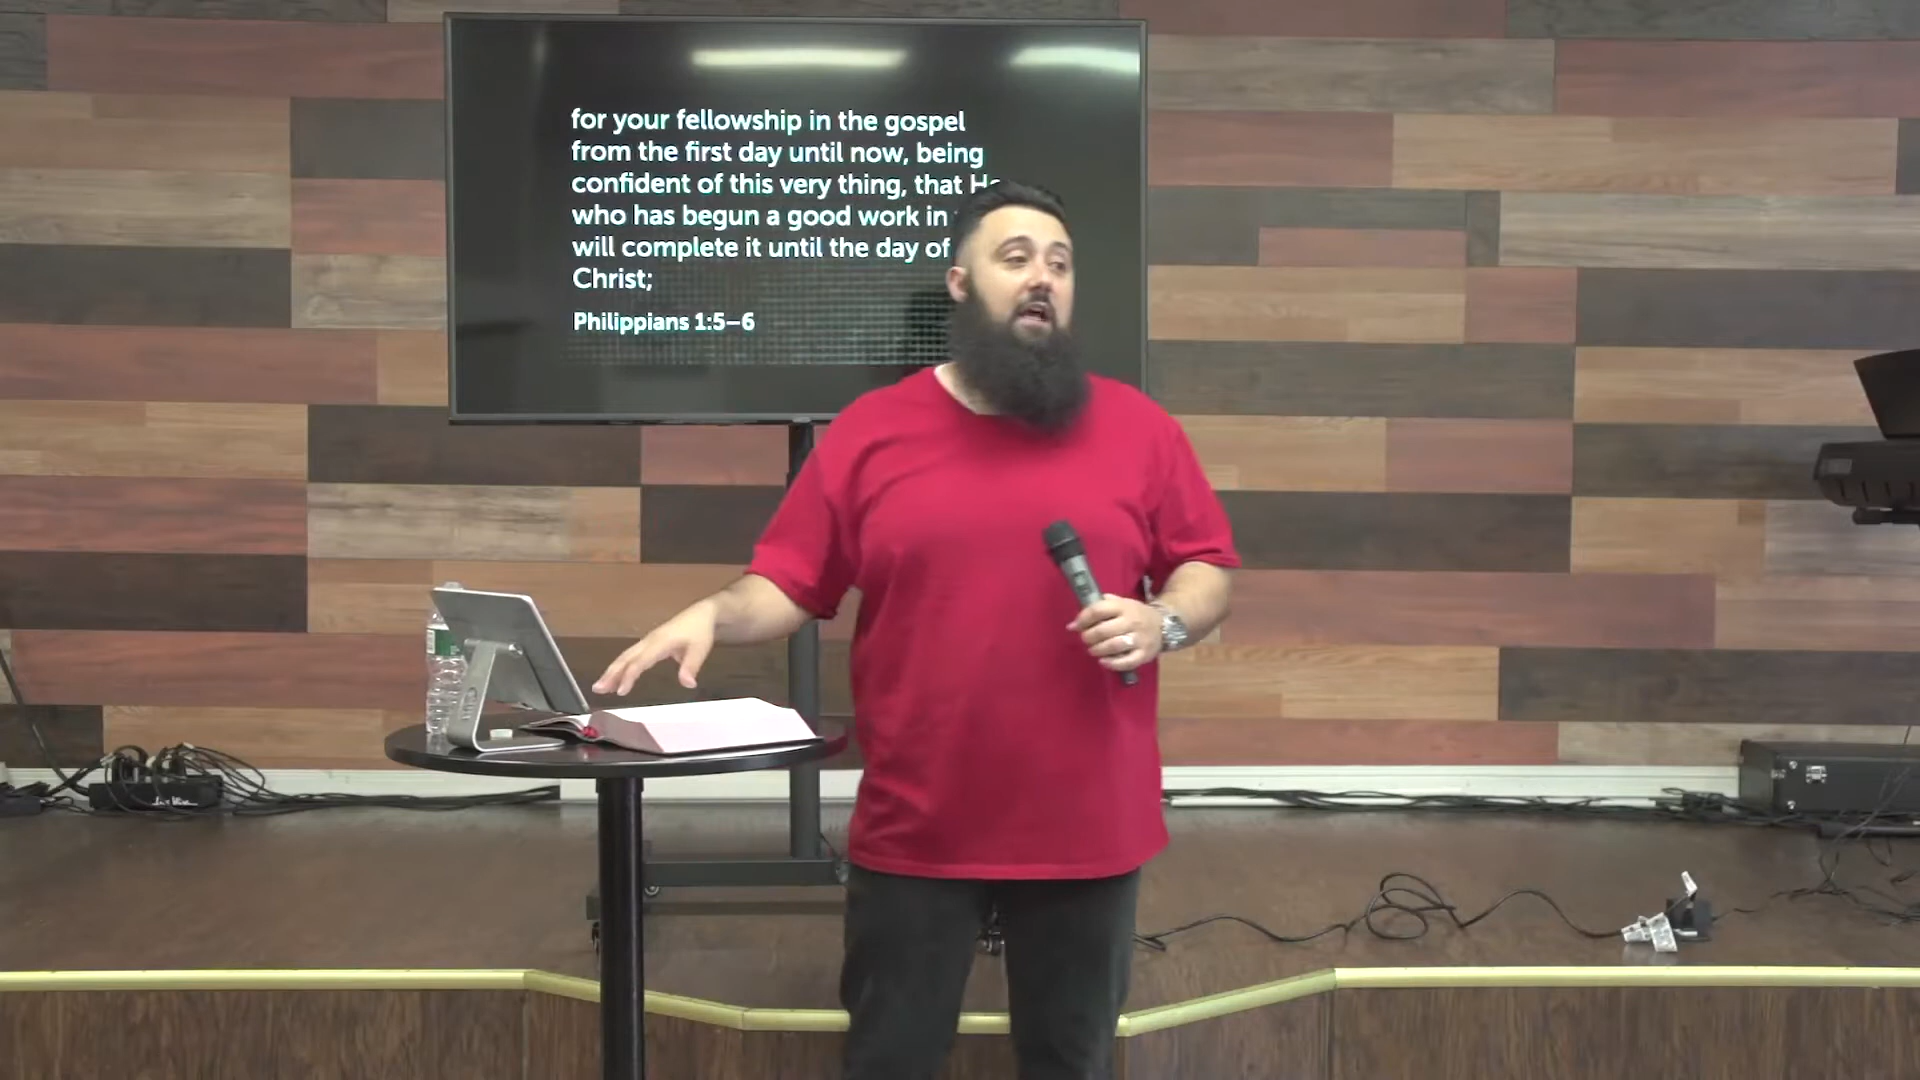 for your fellowship in the gospel
from the first day until now, being
confident of this very thing, that He
who has begun a good work in
will complete it until the day of
Christ;
Philippians 1:5–6